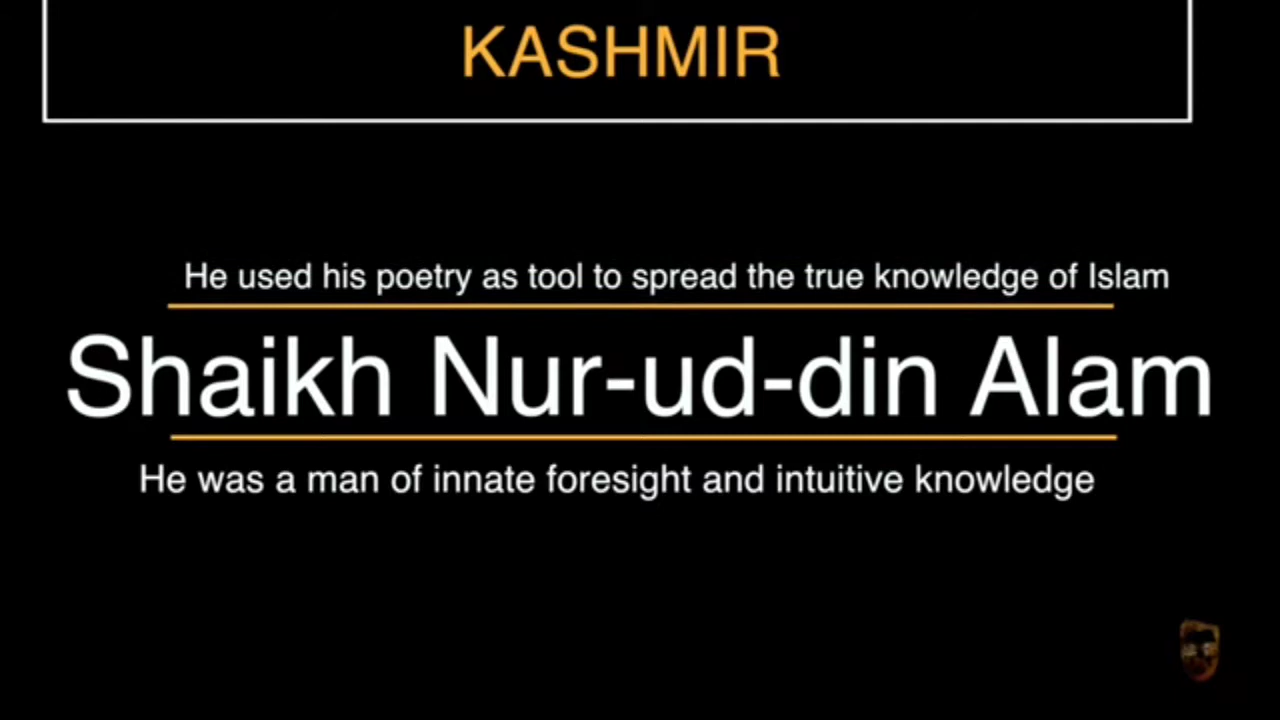 KASHMIR
He used his poetry as tool to spread the true knowledge of Islam
Shaikh Nur-ud-din Alam
He was a man of innate foresight and intuitive knowledge